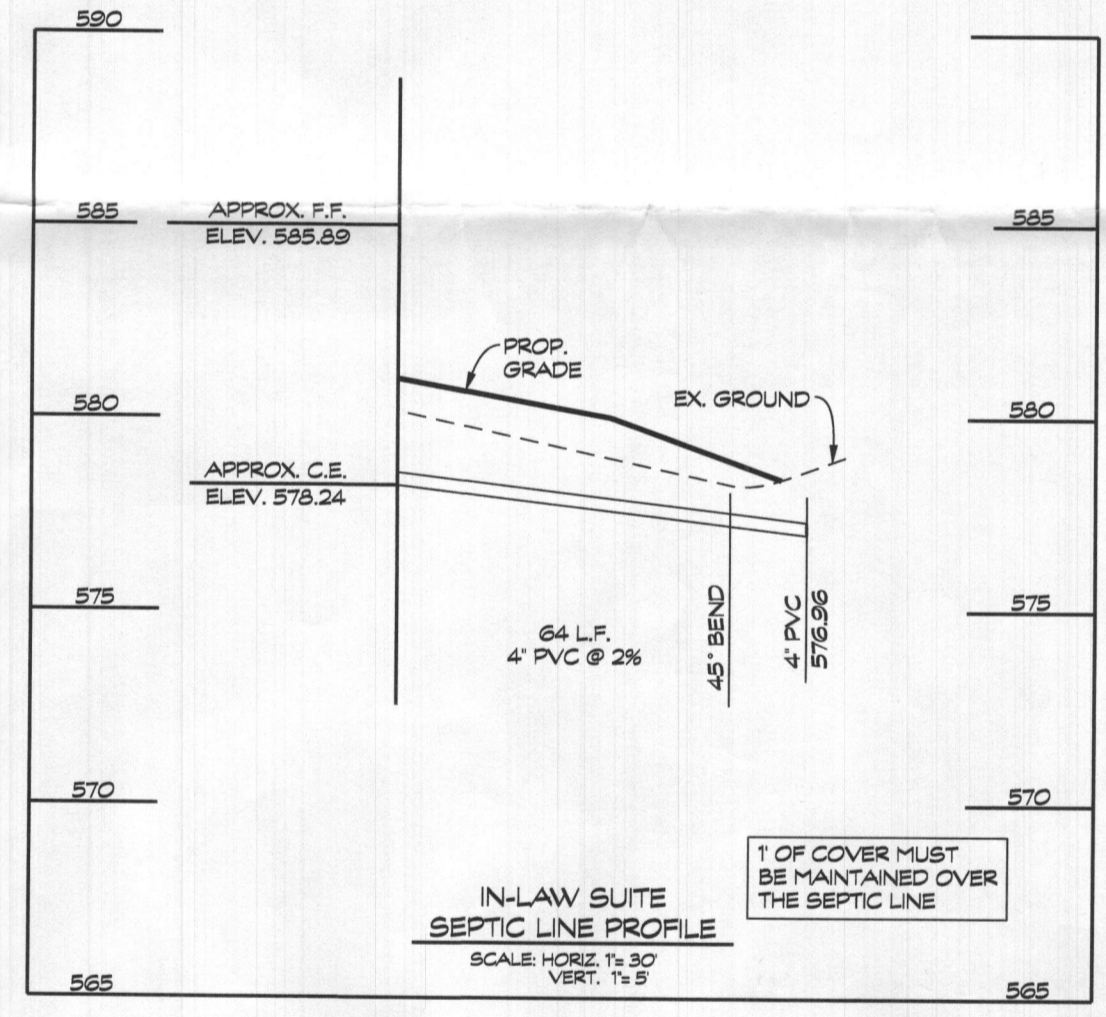 590
585
APPROX. F.F.
ELEV. 585.89
585
PROP.
GRADE
EX. GROUND
580
580
APPROX. C.E.
ELEV. 578.24
575
575
64 L.F.
4" PVC @ 2%
45° BEND
4" PVC
576.96
570
570
1' OF COVER MUST
BE MAINTAINED OVER
THE SEPTIC LINE
IN-LAW SUITE
SEPTIC LINE PROFILE
SCALE: HORIZ. 1"= 30'
VERT. 1"= 5'
565
565